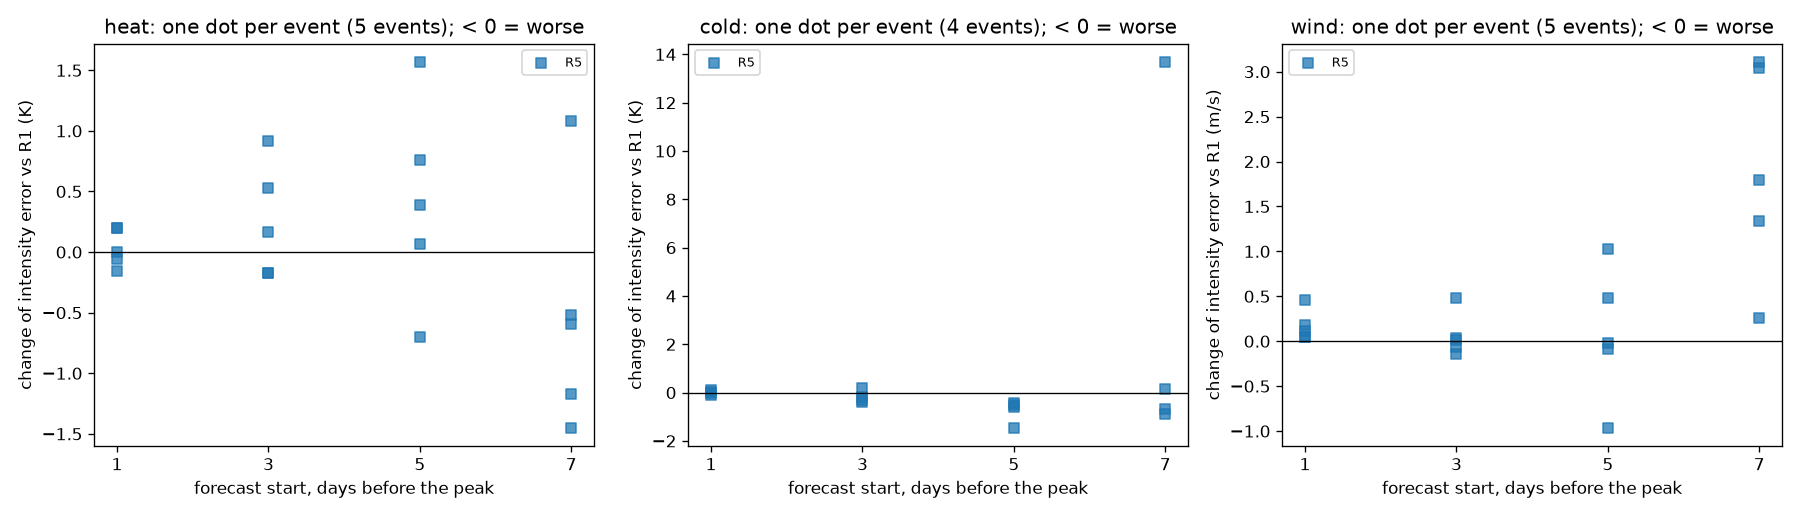 heat: one dot per event (5 events); < 0 = worse
change of intensity error vs R1 (K)
1.5
1.0
0.5
0.0
−0.5
−1.0
−1.5
R5
1 3 5 7
forecast start, days before the peak
cold: one dot per event (4 events); < 0 = worse
change of intensity error vs R1 (K)
14
12
10
8
6
4
2
0
−2
R5
1 3 5 7
forecast start, days before the peak
wind: one dot per event (5 events); < 0 = worse
change of intensity error vs R1 (m/s)
3.0
2.5
2.0
1.5
1.0
0.5
0.0
−0.5
−1.0
R5
1 3 5 7
forecast start, days before the peak